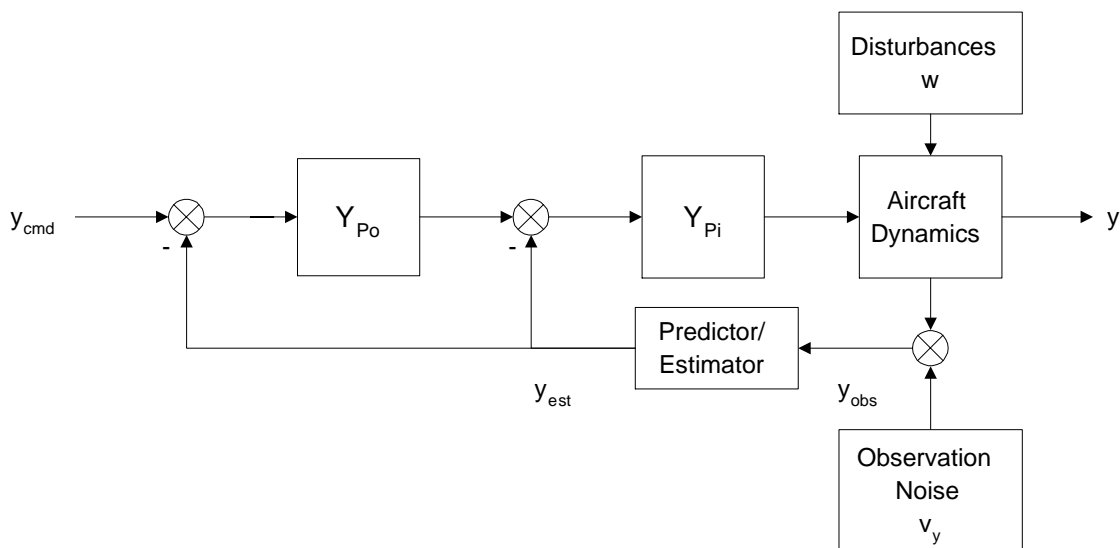 Disturbances
w
y_cmd
-
Y_Po
-
Y_Pi
Aircraft
Dynamics
y
Predictor/
Estimator
y_est
y_obs
Observation
Noise
v_y